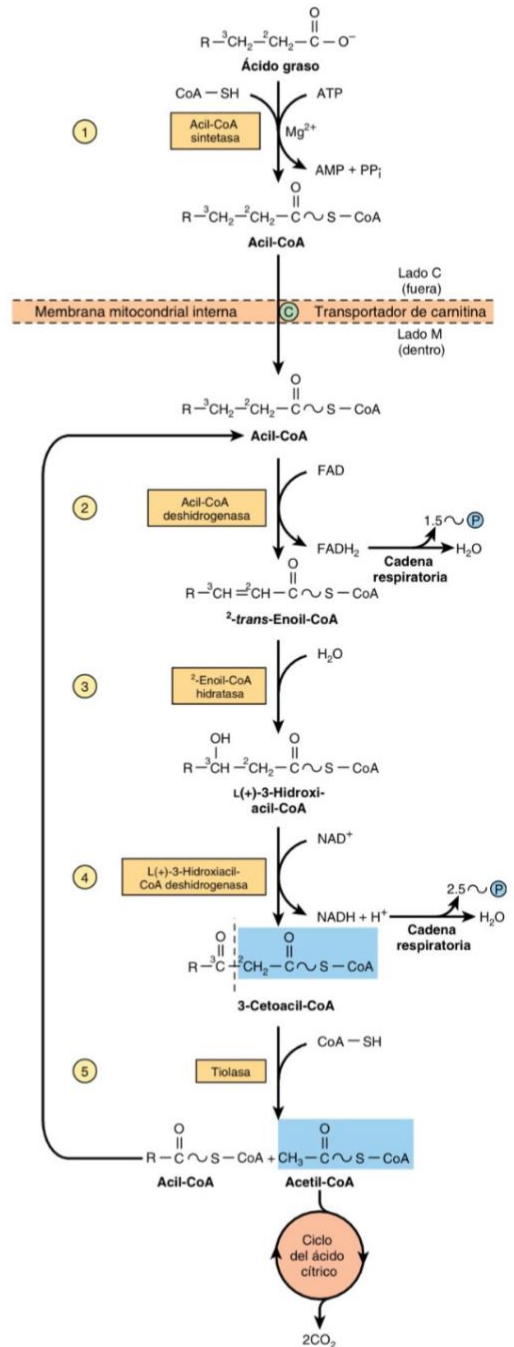 O
||
R—³CH₂—²CH₂—C—O⁻
Ácido graso
CoA—SH
ATP
1
Acil-CoA
sintetasa
Mg²⁺
AMP + PPi
O
||
R—³CH₂—²CH₂—C~S—CoA
Acil-CoA
Lado C
(fuera)
Membrana mitocondrial interna C Transportador de carnitina
Lado M
(dentro)
O
||
R—³CH₂—²CH₂—C~S—CoA
Acil-CoA
FAD
2
Acil-CoA
deshidrogenasa
1.5~P
FADH₂
H₂O
Cadena
respiratoria
O
||
R—³CH=²CH—C~S—CoA
²-trans-Enoil-CoA
H₂O
3
²-Enoil-CoA
hidratasa
OH O
| ||
R—³CH—²CH₂—C~S—CoA
L(+)-3-Hidroxi-
acil-CoA
NAD⁺
4
L(+)-3-Hidroxiacil-
CoA deshidrogenasa
2.5~P
NADH + H⁺
H₂O
Cadena
respiratoria
O O
|| ||
R—³C—²CH₂—C~S—CoA
3-Cetoacil-CoA
CoA—SH
5
Tiolasa
O O
|| ||
R—C~S—CoA + CH₃—C~S—CoA
Acil-CoA Acetil-CoA
Ciclo
del ácido
cítrico
2CO₂